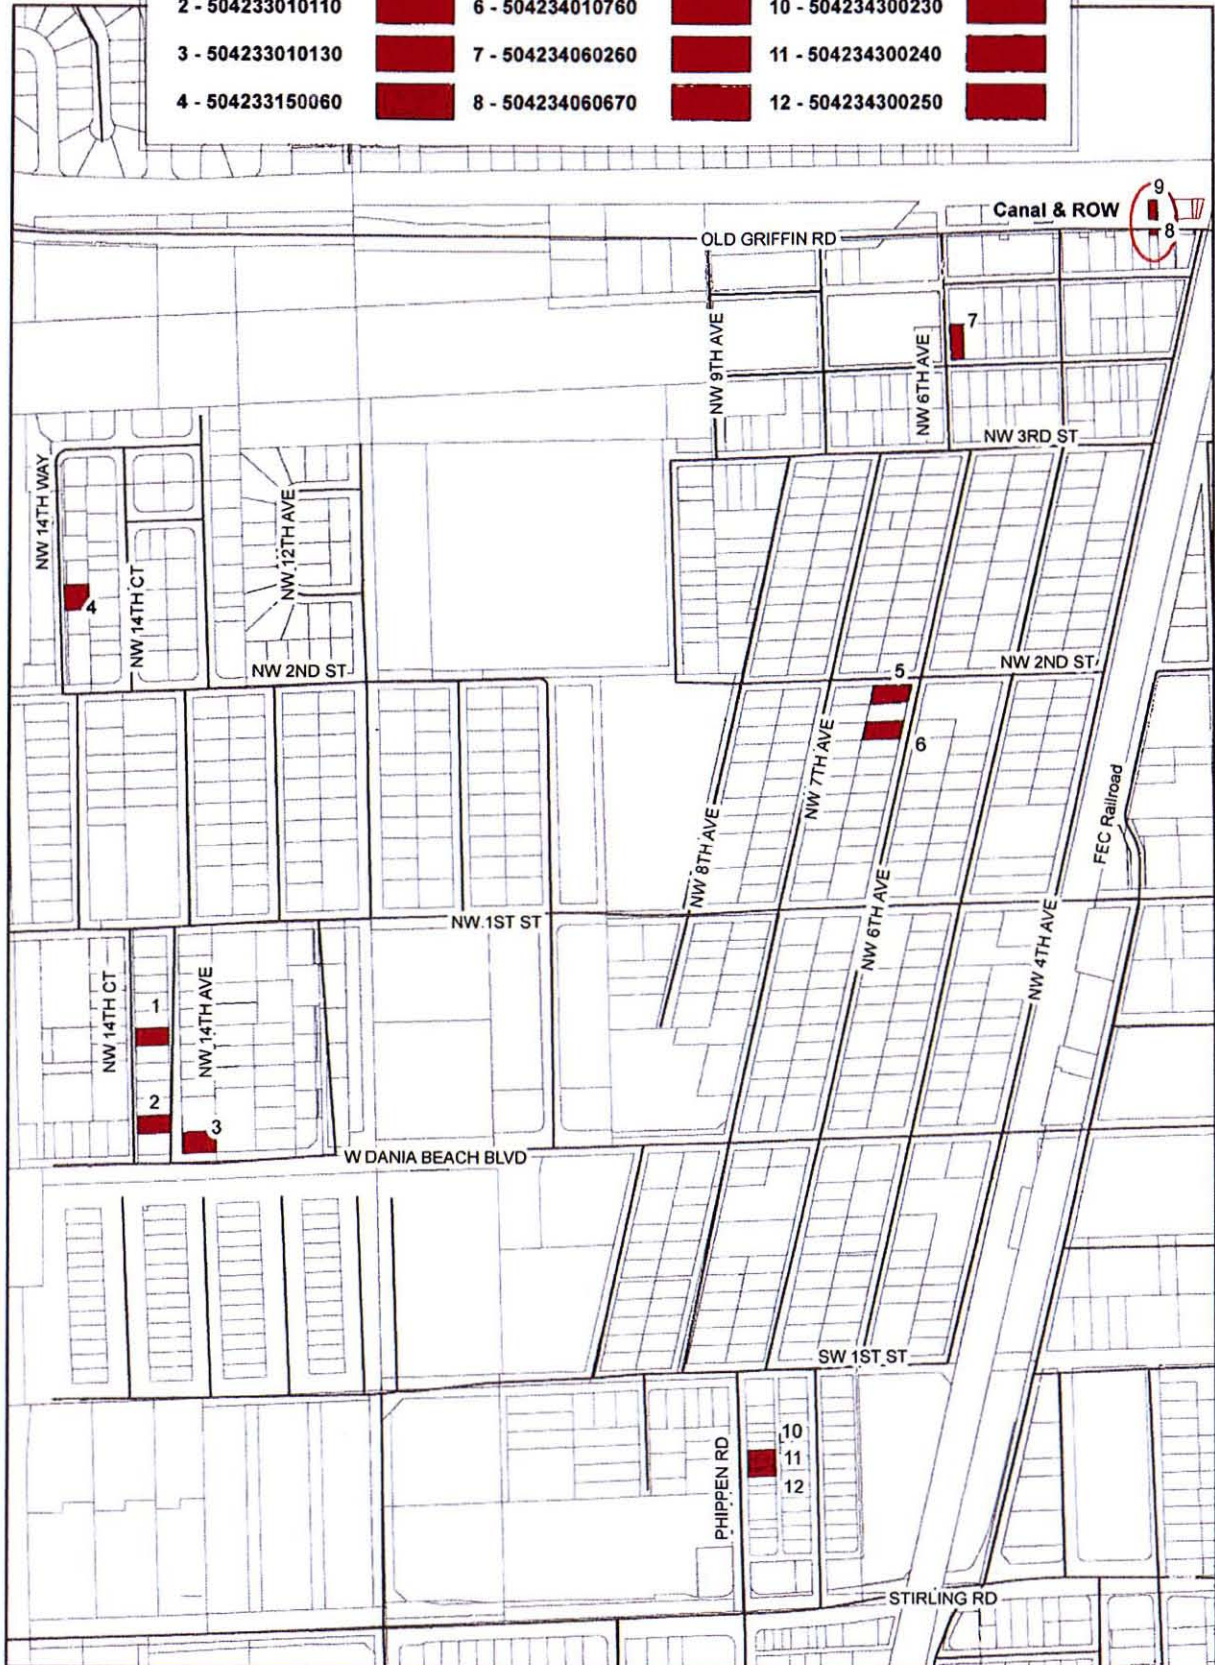 2 - 504233010110 6 - 504234010760 10 - 504234300230
3 - 504233010130 7 - 504234060260 11 - 504234300240
4 - 504233150060 8 - 504234060670 12 - 504234300250
9
Canal & ROW
8
OLD GRIFFIN RD
7
NW 9TH AVE
NW 6TH AVE
NW 3RD ST
NW 14TH WAY
NW 12TH AVE
NW 14TH CT
4
NW 2ND ST
NW 2ND ST
5
6
NW 7TH AVE
NW 8TH AVE
FEC Railroad
NW 6TH AVE
NW 1ST ST
NW 4TH AVE
NW 14TH CT
1
NW 14TH AVE
2
3
W DANIA BEACH BLVD
SW 1ST ST
PHIPPEN RD
10
11
12
STIRLING RD